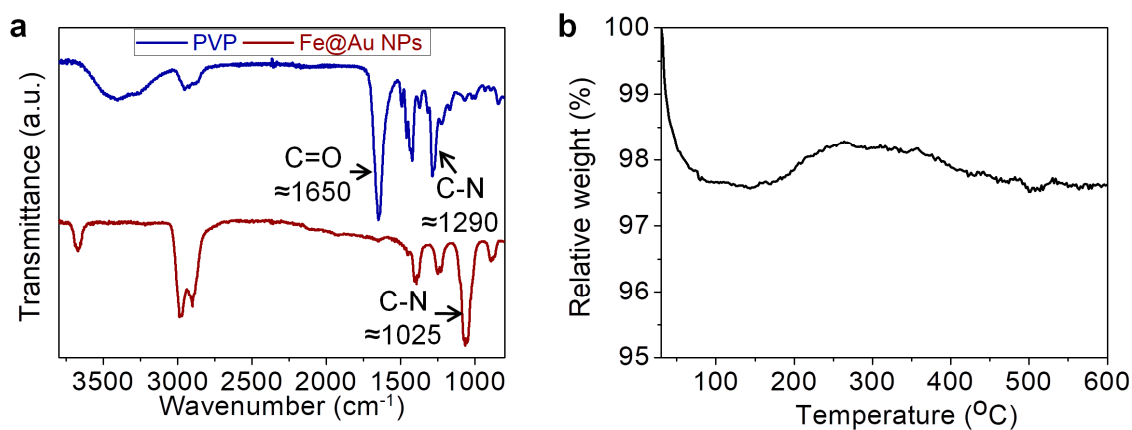 a
PVP
Fe@Au NPs
Transmittance (a.u.)
C=O
≈1650
C-N
≈1290
C-N
≈1025
3500 3000 2500 2000 1500 1000
Wavenumber (cm⁻¹)
b
100
99
98
97
96
95
Relative weight (%)
100 200 300 400 500 600
Temperature (ᴼC)